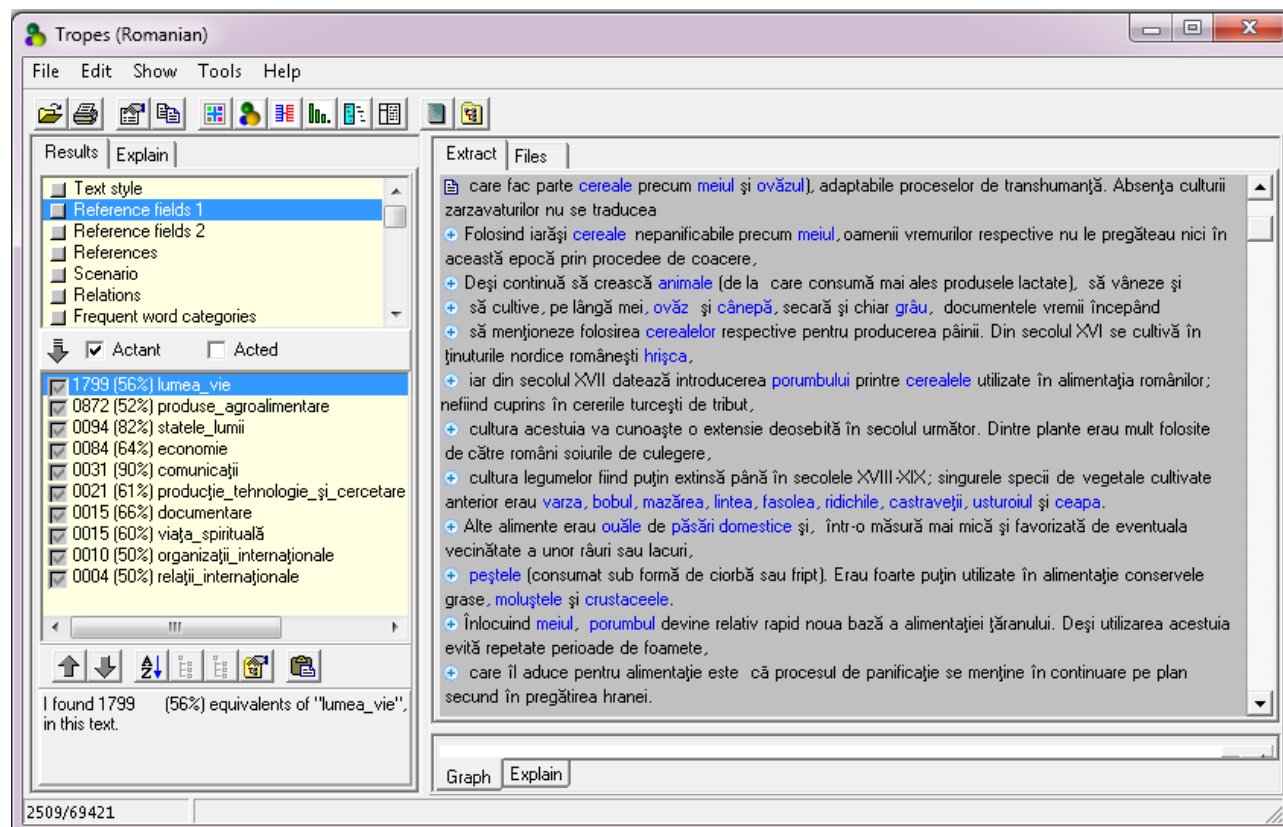 Tropes (Romanian)
File Edit Show Tools Help
Results Explain
Text style
Reference fields 1
Reference fields 2
References
Scenario
Relations
Frequent word categories
Actant Acted
1799 (56%) lumea_vie
0872 (52%) produse_agroalimentare
0094 (82%) statele_lumii
0084 (64%) economie
0031 (90%) comunicaţii
0021 (61%) producţie_tehnologie_şi_cercetare
0015 (66%) documentare
0015 (60%) viaţa_spirituală
0010 (50%) organizaţii_internaţionale
0004 (50%) relaţii_internaţionale
I found 1799 (56%) equivalents of "lumea_vie",
in this text.
Extract Files
care fac parte cereale precum meiul şi ovăzul), adaptabile proceselor de transhumanţă. Absenţa culturii
zarzavaturilor nu se traducea
Folosind iarăşi cereale nepanificabile precum meiul, oamenii vremurilor respective nu le pregăteau nici în
această epocă prin procedee de coacere,
Deşi continuă să crească animale (de la care consumă mai ales produsele lactate), să vâneze şi
să cultive, pe lângă mei, ovăz şi cânepă, secară şi chiar grâu, documentele vremii începând
să menţioneze folosirea cerealelor respective pentru producerea pâinii. Din secolul XVI se cultivă în
ţinuturile nordice româneşti hrişca,
iar din secolul XVII datează introducerea porumbului printre cerealele utilizate în alimentaţia românilor;
nefiind cuprins în cererile turceşti de tribut,
cultura acestuia va cunoaşte o extensie deosebită în secolul următor. Dintre plante erau mult folosite
de către români soiurile de culegere,
cultura legumelor fiind puţin extinsă până în secolele XVIII-XIX; singurele specii de vegetale cultivate
anterior erau varza, bobul, mazărea, lintea, fasolea, ridichile, castraveţii, usturoiul şi ceapa.
Alte alimente erau ouăle de păsări domestice şi, într-o măsură mai mică şi favorizată de eventuala
vecinătate a unor râuri sau lacuri,
peştele (consumat sub formă de ciorbă sau fript). Erau foarte puţin utilizate în alimentaţie conservele
grase, moluştele şi crustaceele.
Înlocuind meiul, porumbul devine relativ rapid noua bază a alimentaţiei ţăranului. Deşi utilizarea acestuia
evită repetate perioade de foamete,
care îl aduce pentru alimentaţie este că procesul de panificaţie se menţine în continuare pe plan
secund în pregătirea hranei.
Graph Explain
2509/69421